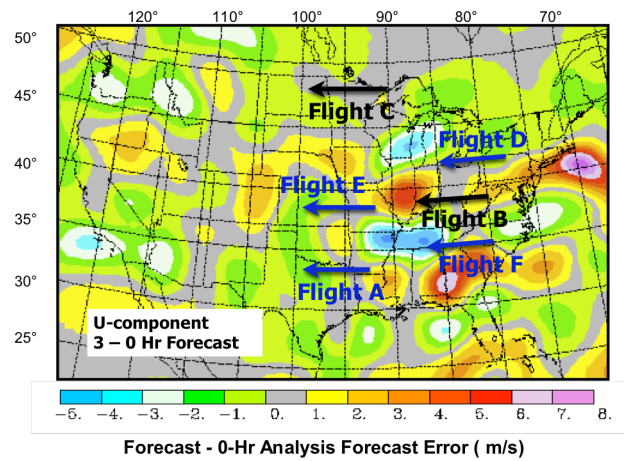 120° 110° 100° 90° 80° 70°
50°
45°
40°
35°
30°
25°
Flight C
Flight D
Flight E
Flight B
Flight F
Flight A
U-component
3 – 0 Hr Forecast
-5. -4. -3. -2. -1. 0. 1. 2. 3. 4. 5. 6. 7. 8.
Forecast - 0-Hr Analysis Forecast Error ( m/s)